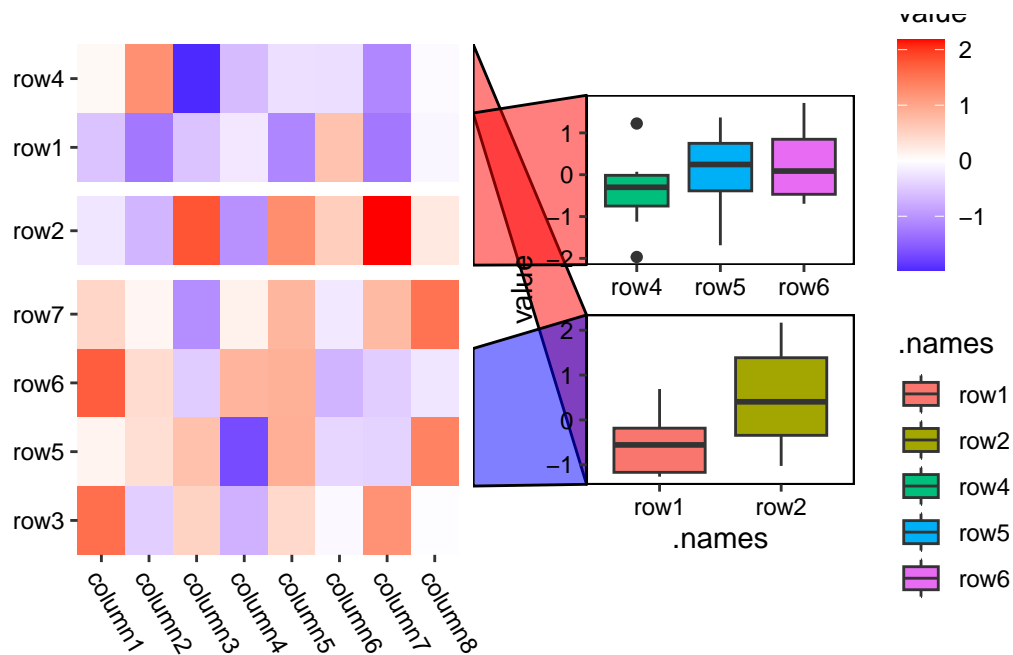 row4
row1
row2
row7
row6
row5
row3
column1
column2
column3
column4
column5
column6
column7
column8
value
1
0
−1
−2
row4
row5
row6
2
1
0
−1
row1
row2
.names
value
2
1
0
−1
.names
row1
row2
row4
row5
row6